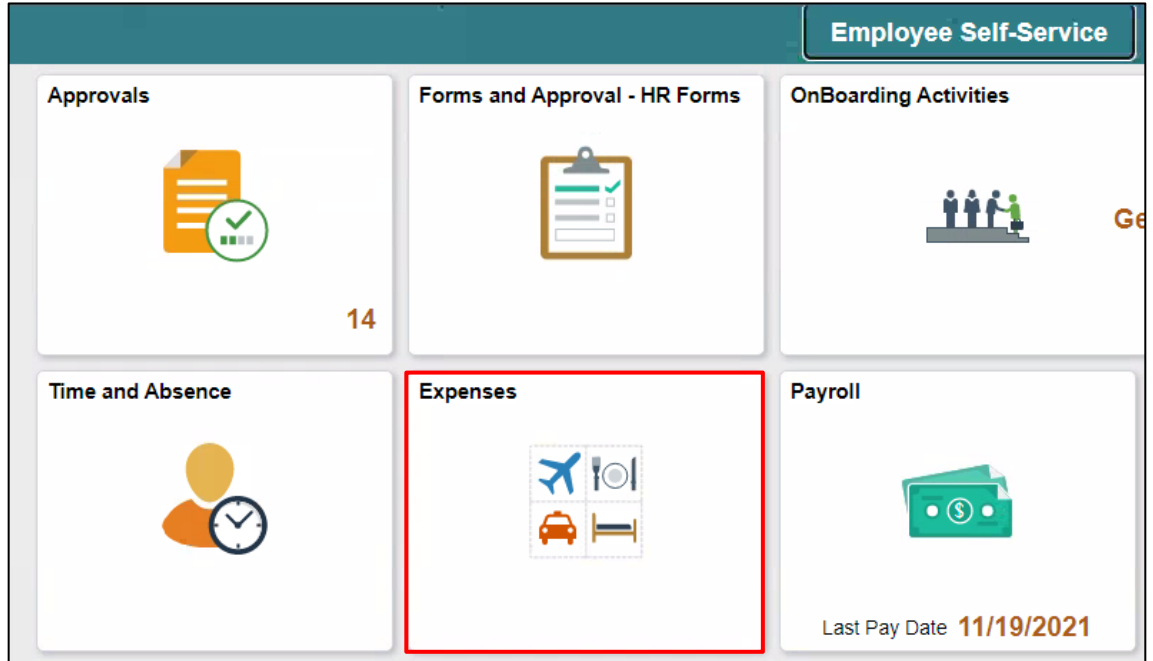 Employee Self-Service
Approvals
14
Forms and Approval - HR Forms
OnBoarding Activities
Ge
Time and Absence
Expenses
Payroll
$
Last Pay Date 11/19/2021